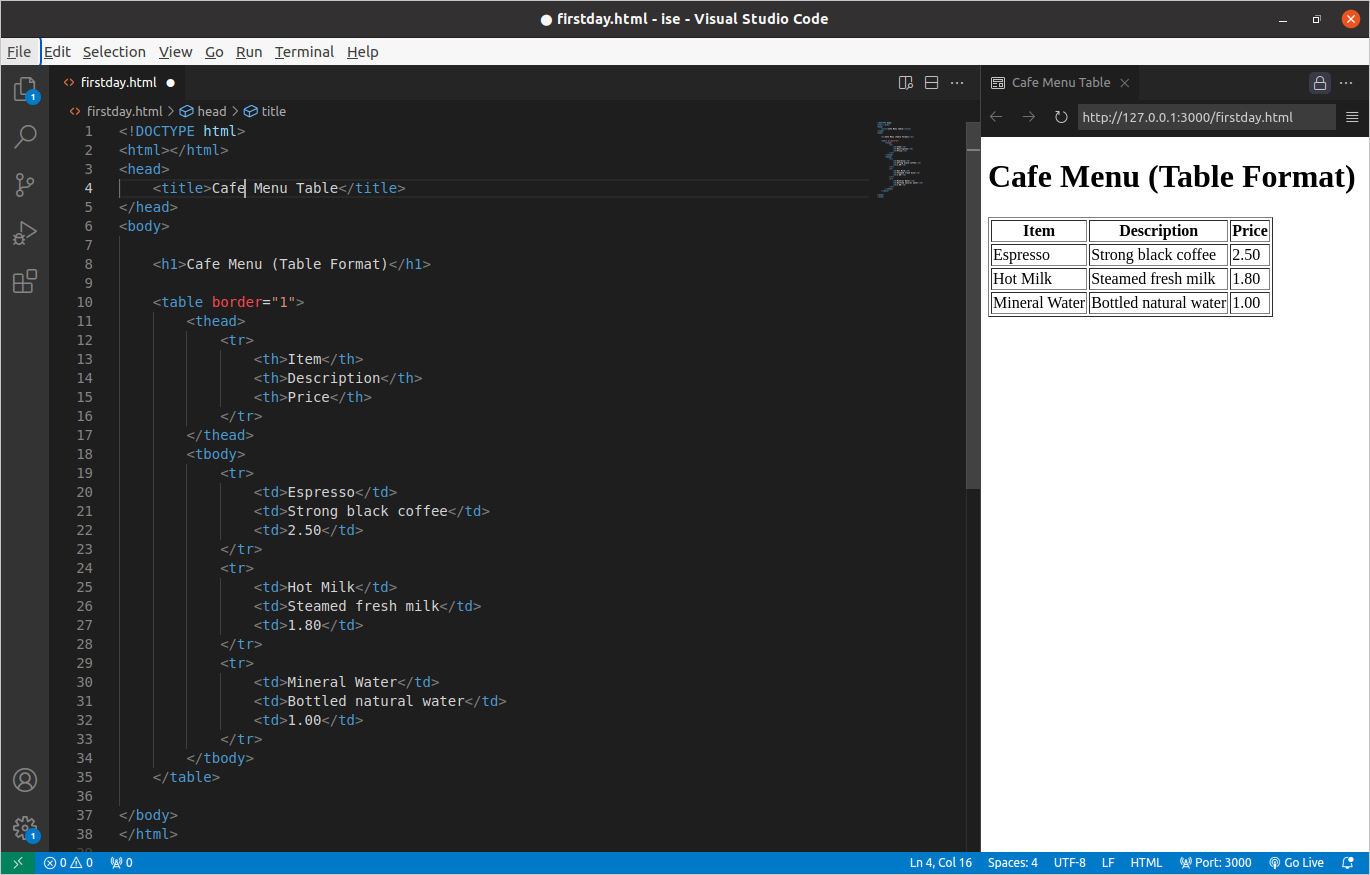 ● firstday.html - ise - Visual Studio Code
File Edit Selection View Go Run Terminal Help
firstday.html
firstday.html > head > title
1 <!DOCTYPE html>
2 <html></html>
3 <head>
4 <title>Cafe Menu Table</title>
5 </head>
6 <body>
7
8 <h1>Cafe Menu (Table Format)</h1>
9
10 <table border="1">
11 <thead>
12 <tr>
13 <th>Item</th>
14 <th>Description</th>
15 <th>Price</th>
16 </tr>
17 </thead>
18 <tbody>
19 <tr>
20 <td>Espresso</td>
21 <td>Strong black coffee</td>
22 <td>2.50</td>
23 </tr>
24 <tr>
25 <td>Hot Milk</td>
26 <td>Steamed fresh milk</td>
27 <td>1.80</td>
28 </tr>
29 <tr>
30 <td>Mineral Water</td>
31 <td>Bottled natural water</td>
32 <td>1.00</td>
33 </tr>
34 </tbody>
35 </table>
36
37 </body>
38 </html>
1
1
Cafe Menu Table
http://127.0.0.1:3000/firstday.html
Cafe Menu (Table Format)
Item Description Price
Espresso Strong black coffee 2.50
Hot Milk Steamed fresh milk 1.80
Mineral Water Bottled natural water 1.00
0 0 0 Ln 4, Col 16 Spaces: 4 UTF-8 LF HTML Port: 3000 Go Live